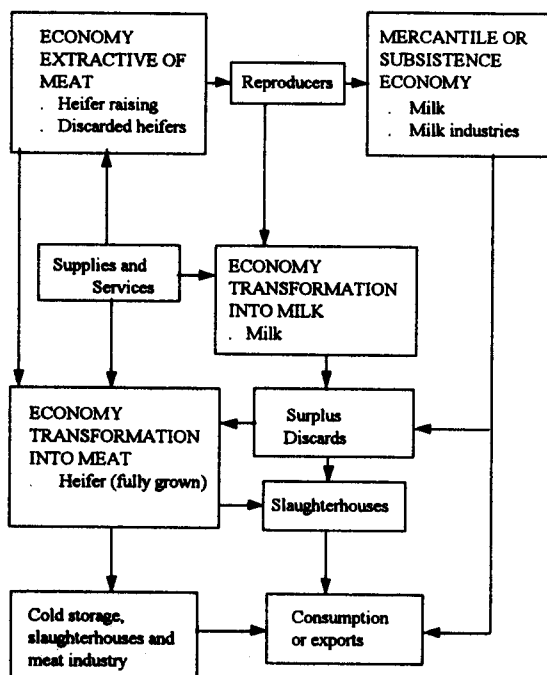 ECONOMY
EXTRACTIVE OF
MEAT
. Heifer raising
. Discarded heifers
Reproducers
MERCANTILE OR
SUBSISTENCE
ECONOMY
. Milk
. Milk industries
Supplies and
Services
ECONOMY
TRANSFORMATION
INTO MILK
. Milk
ECONOMY
TRANSFORMATION
INTO MEAT
. Heifer (fully grown)
Surplus
Discards
Slaughterhouses
Cold storage,
slaughterhouses and
meat industry
Consumption
or exports